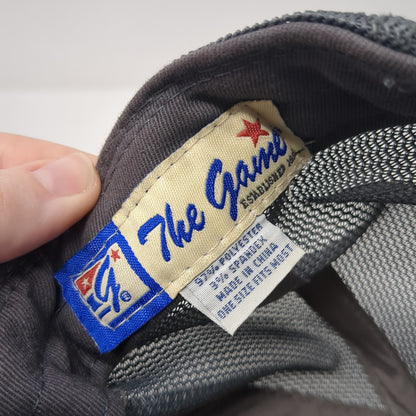 The Game
ESTABLISHED
G
®
97% POLYESTER
3% SPANDEX
MADE IN CHINA
ONE SIZE FITS MOST